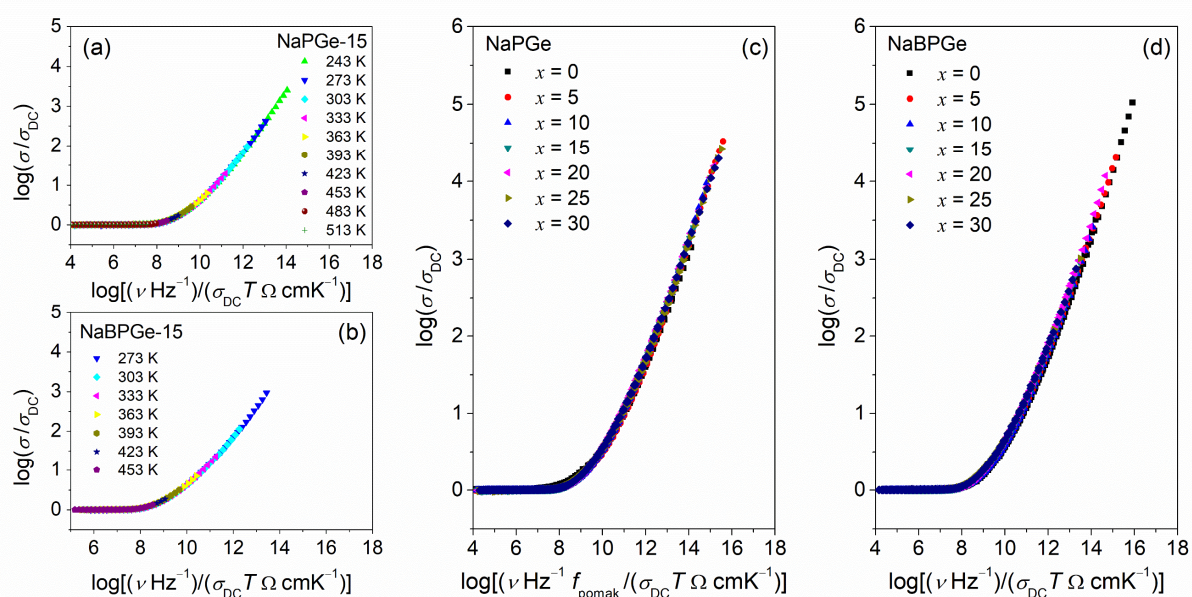 (a)
NaPGe-15
243 K
273 K
303 K
333 K
363 K
393 K
423 K
453 K
483 K
513 K
5
4
3
2
1
0
log(σ/σDC)
4 6 8 10 12 14 16 18
log[(ν Hz⁻¹)/(σDC T Ω cmK⁻¹)]
(b)
NaBPGe-15
273 K
303 K
333 K
363 K
393 K
423 K
453 K
5
4
3
2
1
0
log(σ/σDC)
6 8 10 12 14 16 18
log[(ν Hz⁻¹)/(σDC T Ω cmK⁻¹)]
(c)
NaPGe
x = 0
x = 5
x = 10
x = 15
x = 20
x = 25
x = 30
6
5
4
3
2
1
0
log(σ/σDC)
4 6 8 10 12 14 16 18
log[(ν Hz⁻¹ fpomak/(σDC T Ω cmK⁻¹)]
(d)
NaBPGe
x = 0
x = 5
x = 10
x = 15
x = 20
x = 25
x = 30
6
5
4
3
2
1
0
log(σ/σDC)
4 6 8 10 12 14 16 18
log[(ν Hz⁻¹)/(σDC T Ω cmK⁻¹)]